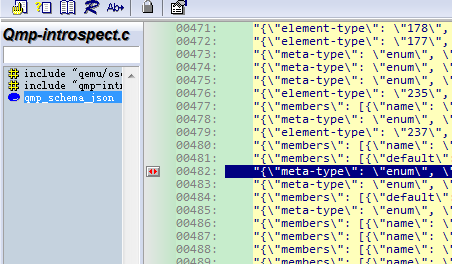 Qmp-introspect.c
include "qemu/os
include "qmp-int
qmp_schema_json
00471: "{\"element-type\": \"178\",
00472: "{\"element-type\": \"177\",
00473: "{\"meta-type\": \"enum\", \
00474: "{\"meta-type\": \"enum\", \
00475: "{\"meta-type\": \"enum\", \
00476: "{\"element-type\": \"235\",
00477: "{\"members\": [{\"name\":
00478: "{\"meta-type\": \"enum\", \
00479: "{\"element-type\": \"237\",
00480: "{\"members\": [{\"name\":
00481: "{\"members\": [{\"default\"
00482: "{\"meta-type\": \"enum\", \
00483: "{\"meta-type\": \"enum\", \
00484: "{\"members\": [{\"default\"
00485: "{\"meta-type\": \"enum\", \
00486: "{\"members\": [{\"name\":
00487: "{\"members\": [{\"name\":
00488: "{\"members\": [{\"name\":
00489: "{\"members\": [{\"name\":